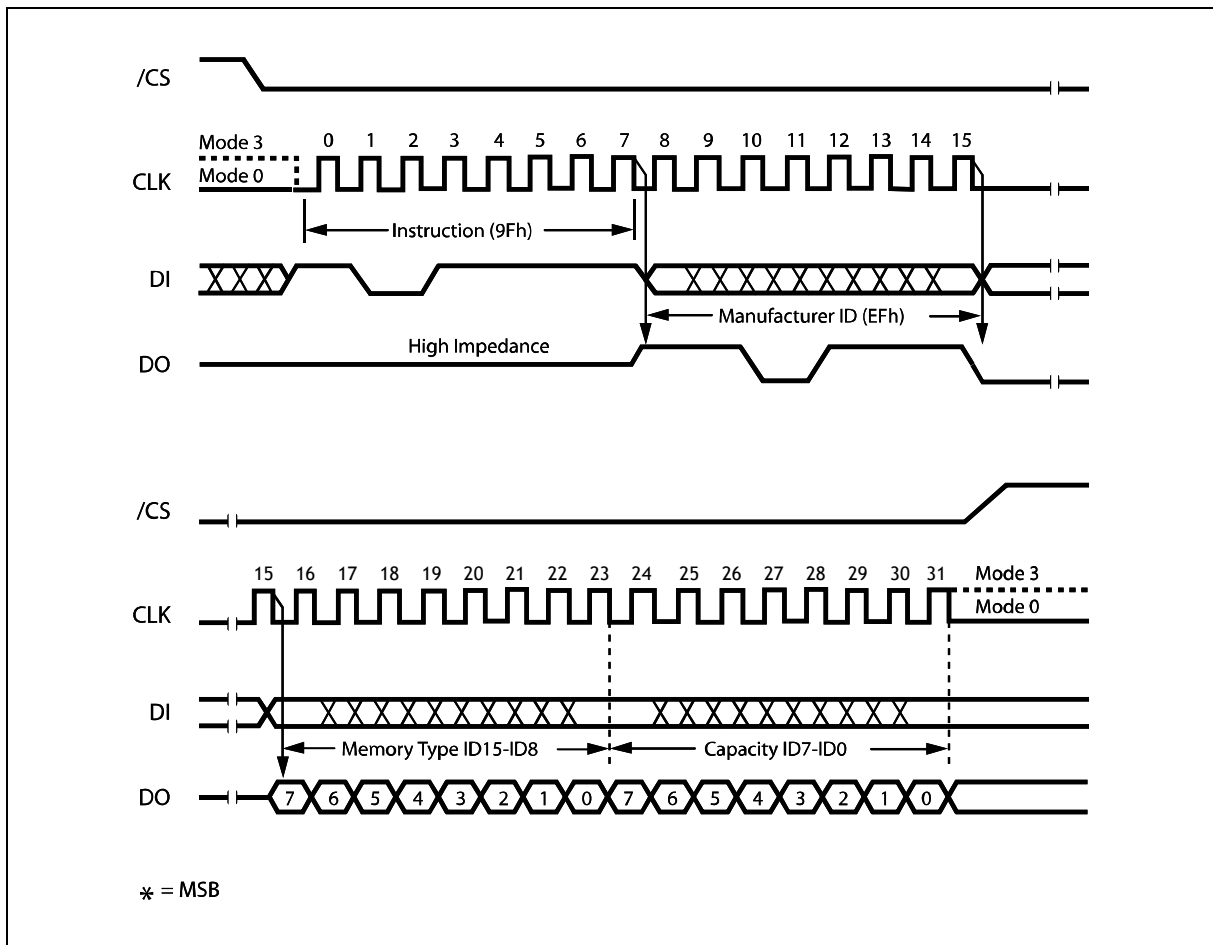 /CS
Mode 3
0 1 2 3 4 5 6 7 8 9 10 11 12 13 14 15
Mode 0
CLK
Instruction (9Fh)
DI
Manufacturer ID (EFh)
High Impedance
DO
/CS
15 16 17 18 19 20 21 22 23 24 25 26 27 28 29 30 31
Mode 3
Mode 0
CLK
DI
Memory Type ID15-ID8
Capacity ID7-ID0
DO
7 6 5 4 3 2 1 0 7 6 5 4 3 2 1 0
* = MSB